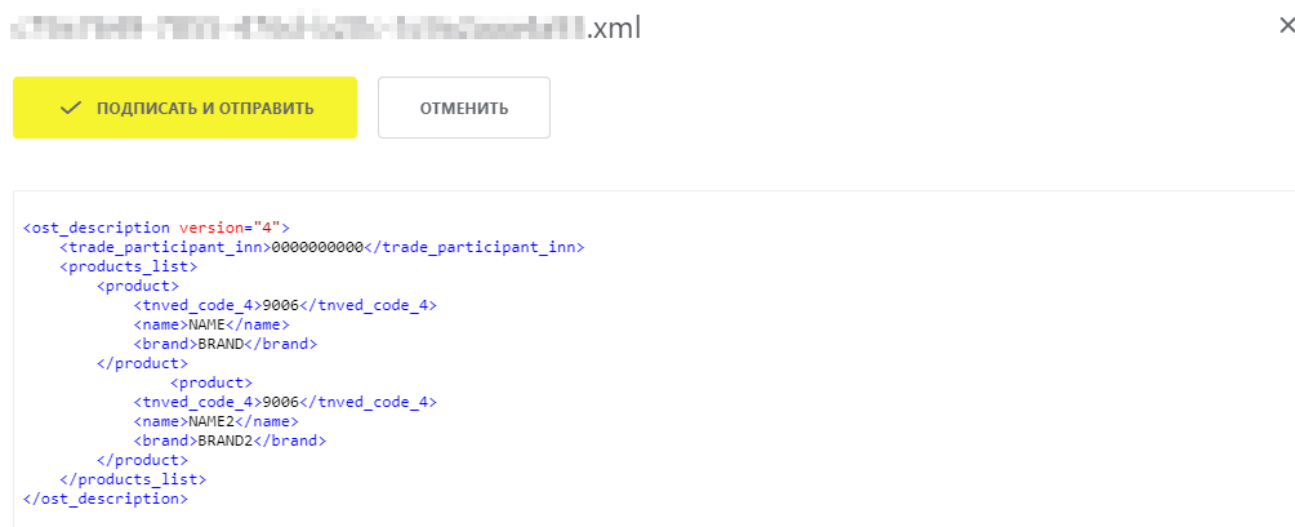 .xml
ПОДПИСАТЬ И ОТПРАВИТЬ
ОТМЕНИТЬ
<ost_description version="4">
<trade_participant_inn>0000000000</trade_participant_inn>
<products_list>
<product>
<tnved_code_4>9006</tnved_code_4>
<name>NAME</name>
<brand>BRAND</brand>
</product>
<product>
<tnved_code_4>9006</tnved_code_4>
<name>NAME2</name>
<brand>BRAND2</brand>
</product>
</products_list>
</ost_description>